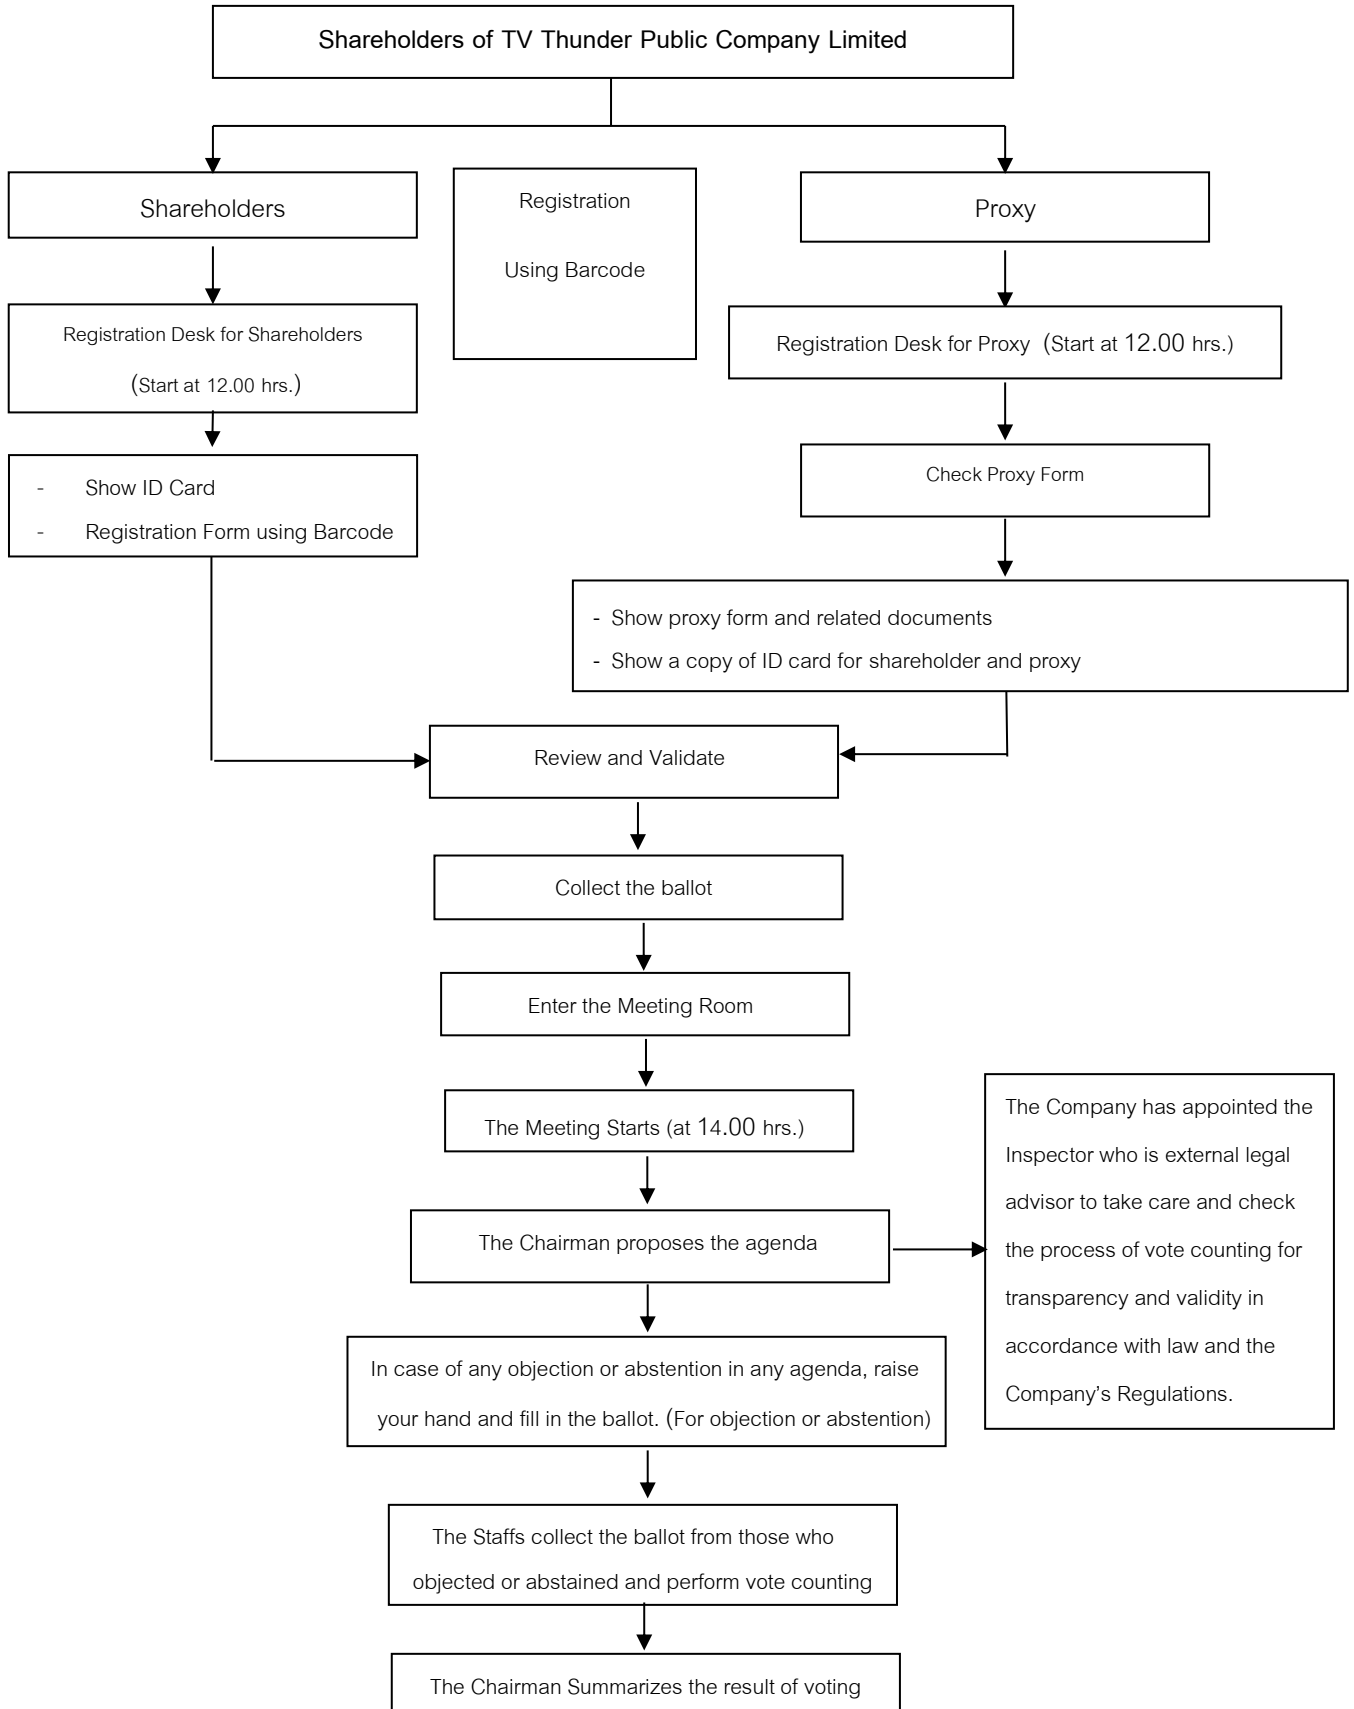 Shareholders of TV Thunder Public Company Limited
Shareholders
Registration
Using Barcode
Proxy
Registration Desk for Shareholders
(Start at 12.00 hrs.)
Registration Desk for Proxy (Start at 12.00 hrs.)
- Show ID Card
- Registration Form using Barcode
Check Proxy Form
- Show proxy form and related documents
- Show a copy of ID card for shareholder and proxy
Review and Validate
Collect the ballot
Enter the Meeting Room
The Meeting Starts (at 14.00 hrs.)
The Chairman proposes the agenda
The Company has appointed the
Inspector who is external legal
advisor to take care and check
the process of vote counting for
transparency and validity in
accordance with law and the
Company's Regulations.
In case of any objection or abstention in any agenda, raise
your hand and fill in the ballot. (For objection or abstention)
The Staffs collect the ballot from those who
objected or abstained and perform vote counting
The Chairman Summarizes the result of voting